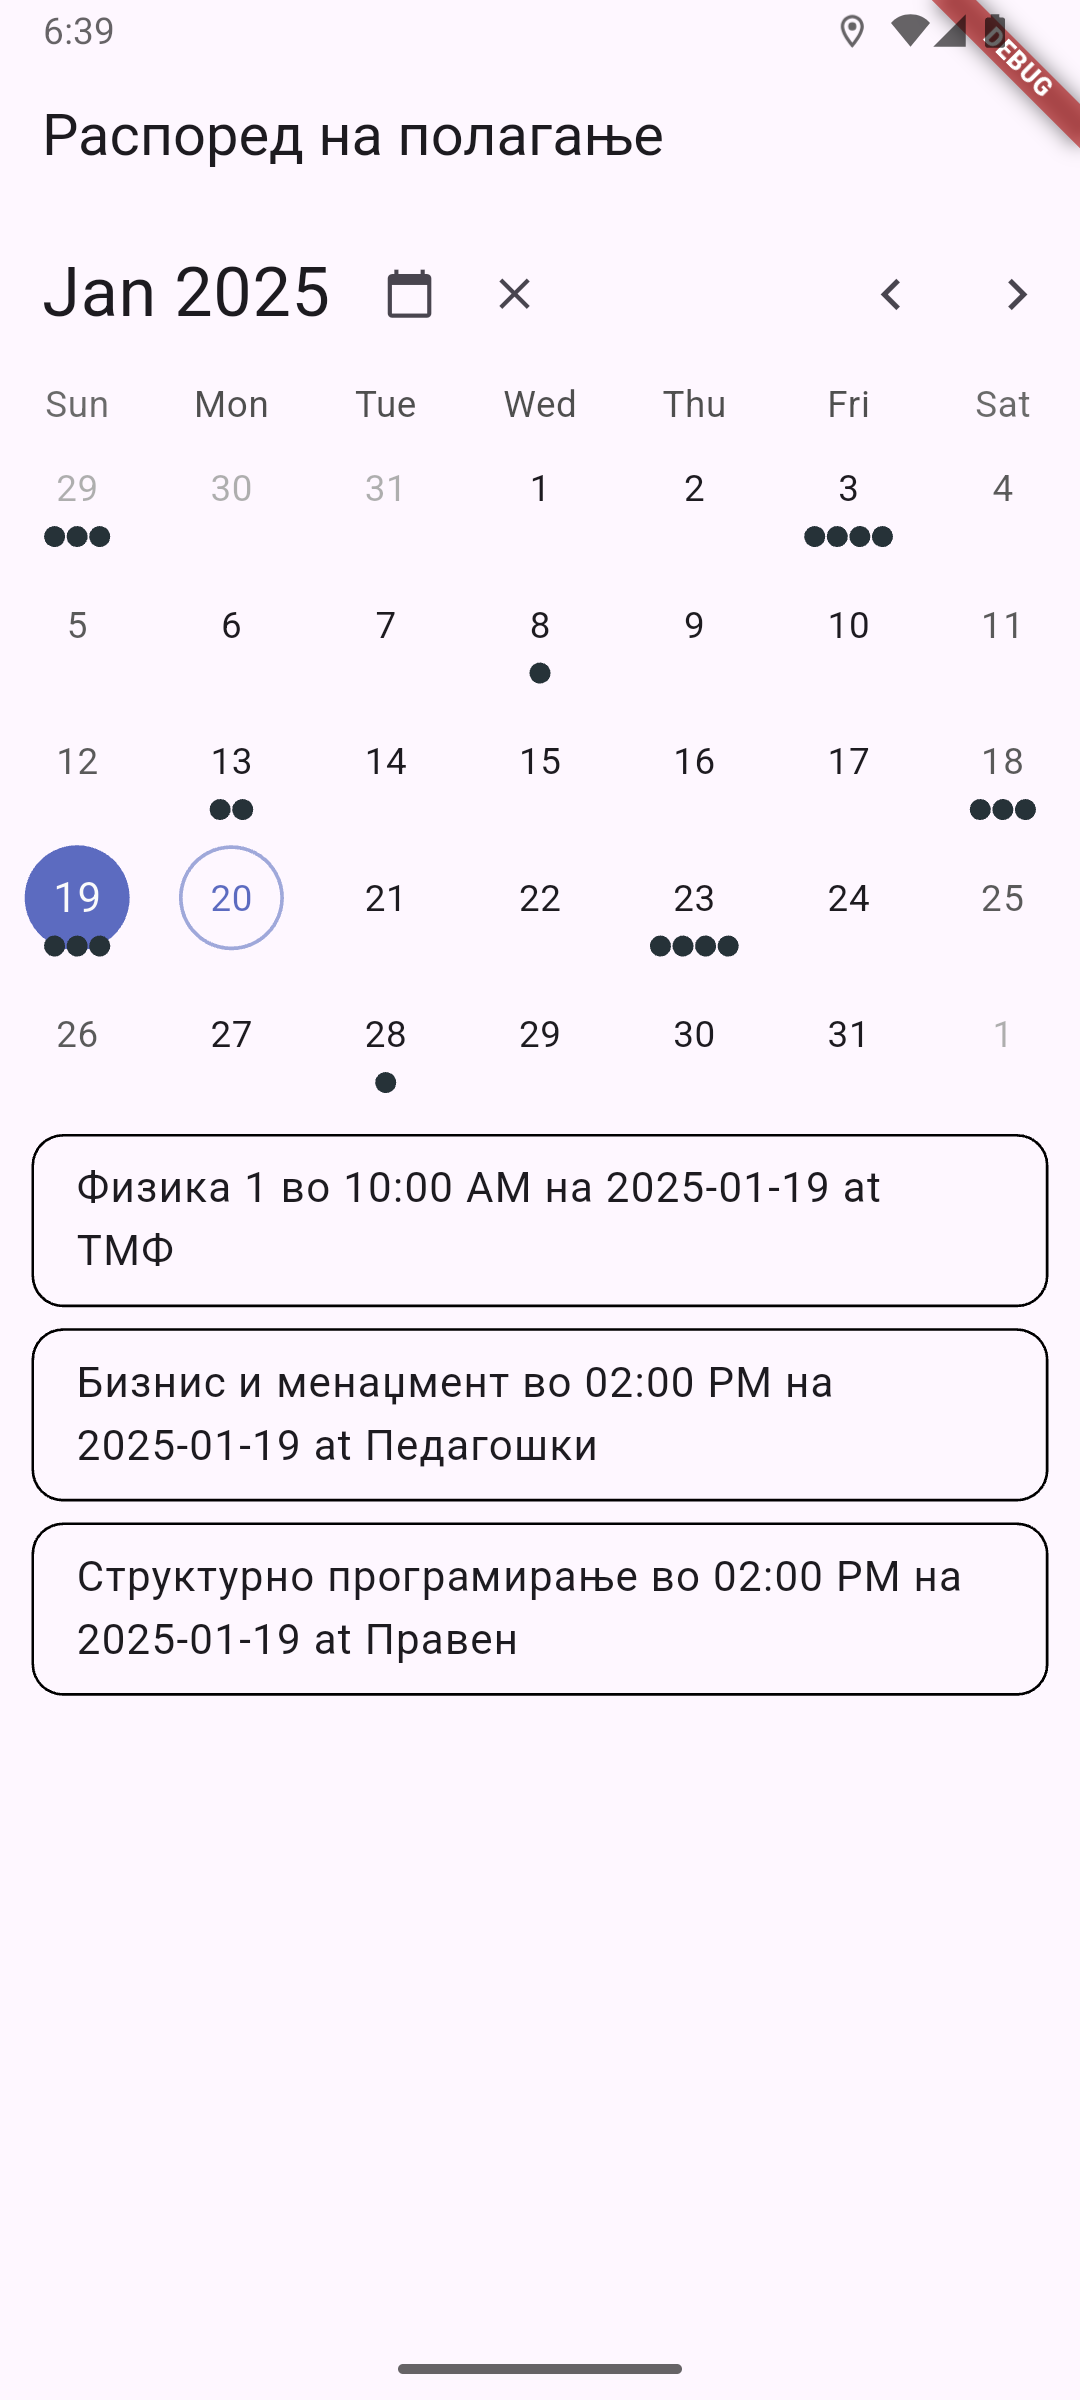 6:39
DEBUG
Распоред на полагање
Jan 2025
Sun Mon Tue Wed Thu Fri Sat
29 30 31 1 2 3 4
5 6 7 8 9 10 11
12 13 14 15 16 17 18
19 20 21 22 23 24 25
26 27 28 29 30 31 1
Физика 1 во 10:00 AM на 2025-01-19 at
ТМФ
Бизнис и менаџмент во 02:00 PM на
2025-01-19 at Педагошки
Структурно програмирање во 02:00 PM на
2025-01-19 at Правен